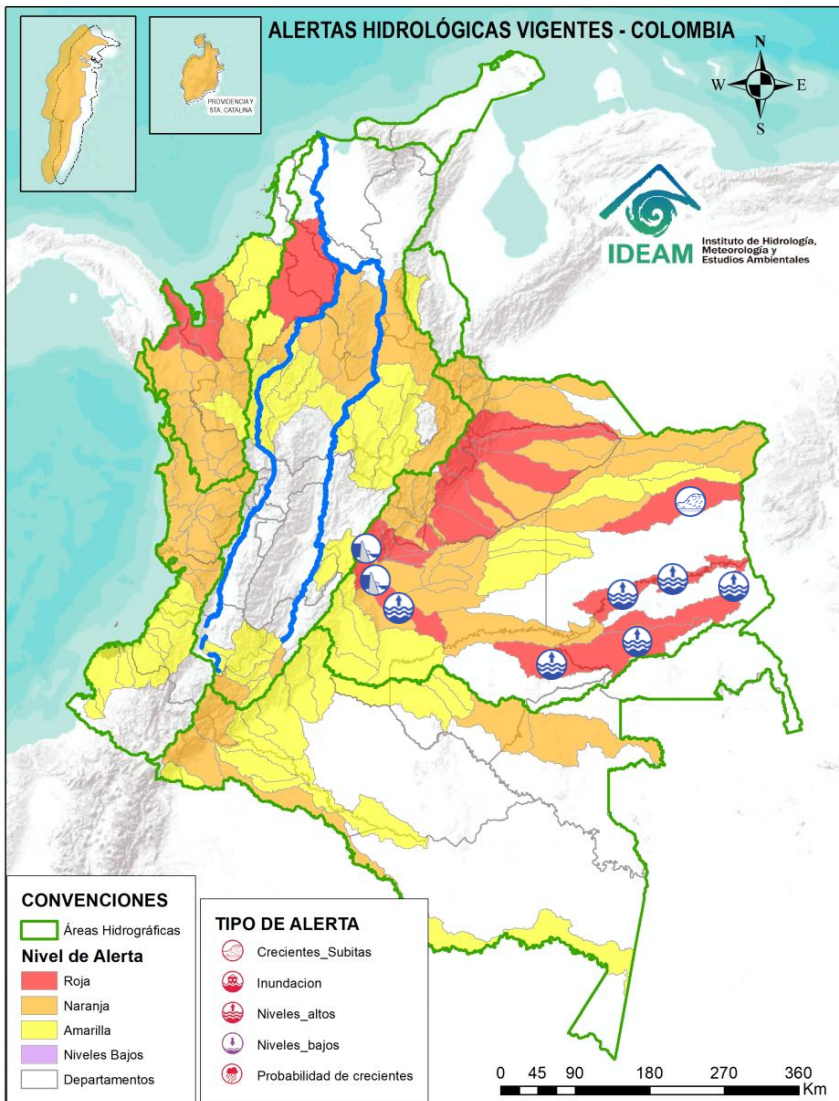 ALERTAS HIDROLÓGICAS VIGENTES - COLOMBIA
PROVIDENCIA Y
STA. CATALINA
N
W
E
S
IDEAM
Instituto de Hidrología,
Meteorología y
Estudios Ambientales
CONVENCIONES
Áreas Hidrográficas
Nivel de Alerta
Roja
Naranja
Amarilla
Niveles Bajos
Departamentos
TIPO DE ALERTA
Crecientes_Subitas
Inundacion
Niveles_altos
Niveles_bajos
Probabilidad de crecientes
0 45 90 180 270 360
Km